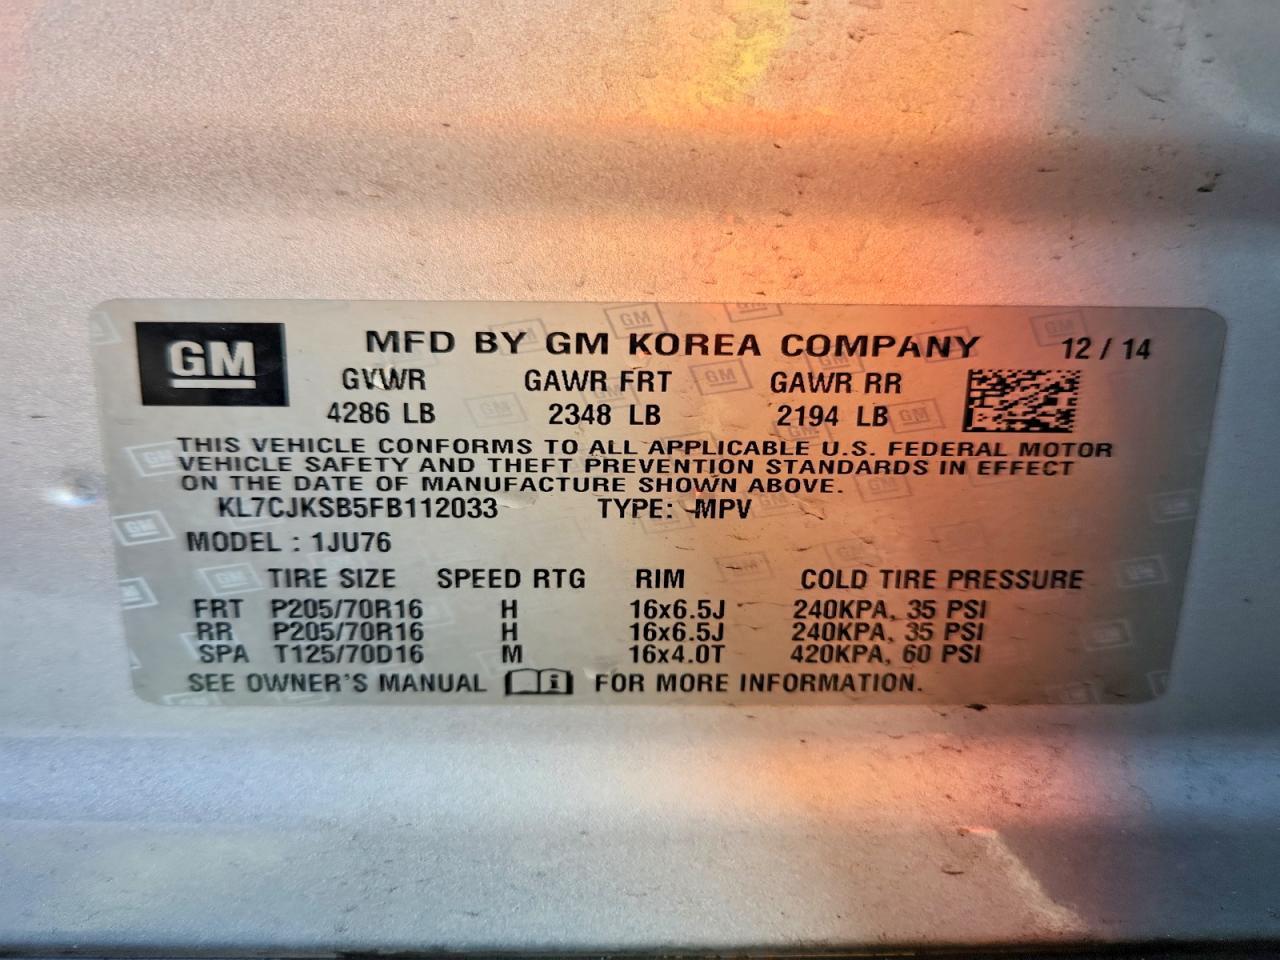 GM MFD BY GM KOREA COMPANY 12 / 14
GVWR GAWR FRT GAWR RR
4286 LB 2348 LB 2194 LB
THIS VEHICLE CONFORMS TO ALL APPLICABLE U.S. FEDERAL MOTOR
VEHICLE SAFETY AND THEFT PREVENTION STANDARDS IN EFFECT
ON THE DATE OF MANUFACTURE SHOWN ABOVE.
KL7CJKSB5FB112033 TYPE: MPV
MODEL : 1JU76
TIRE SIZE SPEED RTG RIM COLD TIRE PRESSURE
FRT P205/70R16 H 16x6.5J 240KPA, 35 PSI
RR P205/70R16 H 16x6.5J 240KPA, 35 PSI
SPA T125/70D16 M 16x4.0T 420KPA, 60 PSI
SEE OWNER'S MANUAL i FOR MORE INFORMATION.